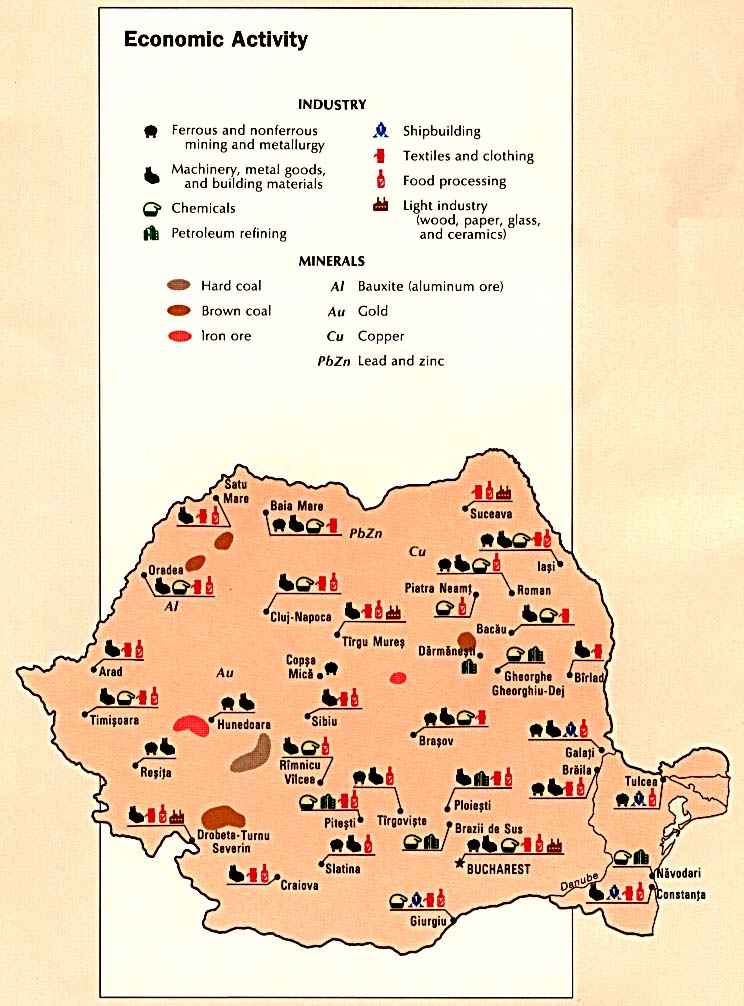 Economic Activity
INDUSTRY
Ferrous and nonferrous
mining and metallurgy
Machinery, metal goods,
and building materials
Chemicals
Petroleum refining
Shipbuilding
Textiles and clothing
Food processing
Light industry
(wood, paper, glass,
and ceramics)
MINERALS
Hard coal
Brown coal
Iron ore
Al Bauxite (aluminum ore)
Au Gold
Cu Copper
PbZn Lead and zinc
Satu
Mare
Baia Mare
PbZn
Suceava
Cu
Iași
Oradea
Al
Piatra Neamț
Roman
Cluj-Napoca
Bacău
Tîrgu Mureș
Dărmănești
Arad
Copșa
Mică
Gheorghe
Gheorghiu-Dej
Bîrlad
Au
Timișoara
Hunedoara
Sibiu
Brașov
Galați
Reșița
Rîmnicu
Vîlcea
Brăila
Tulcea
Ploiești
Pitești
Tîrgoviște
Brazii de Sus
Drobeta-Turnu
Severin
Slatina
BUCHAREST
Năvodari
Craiova
Danube
Constanța
Giurgiu